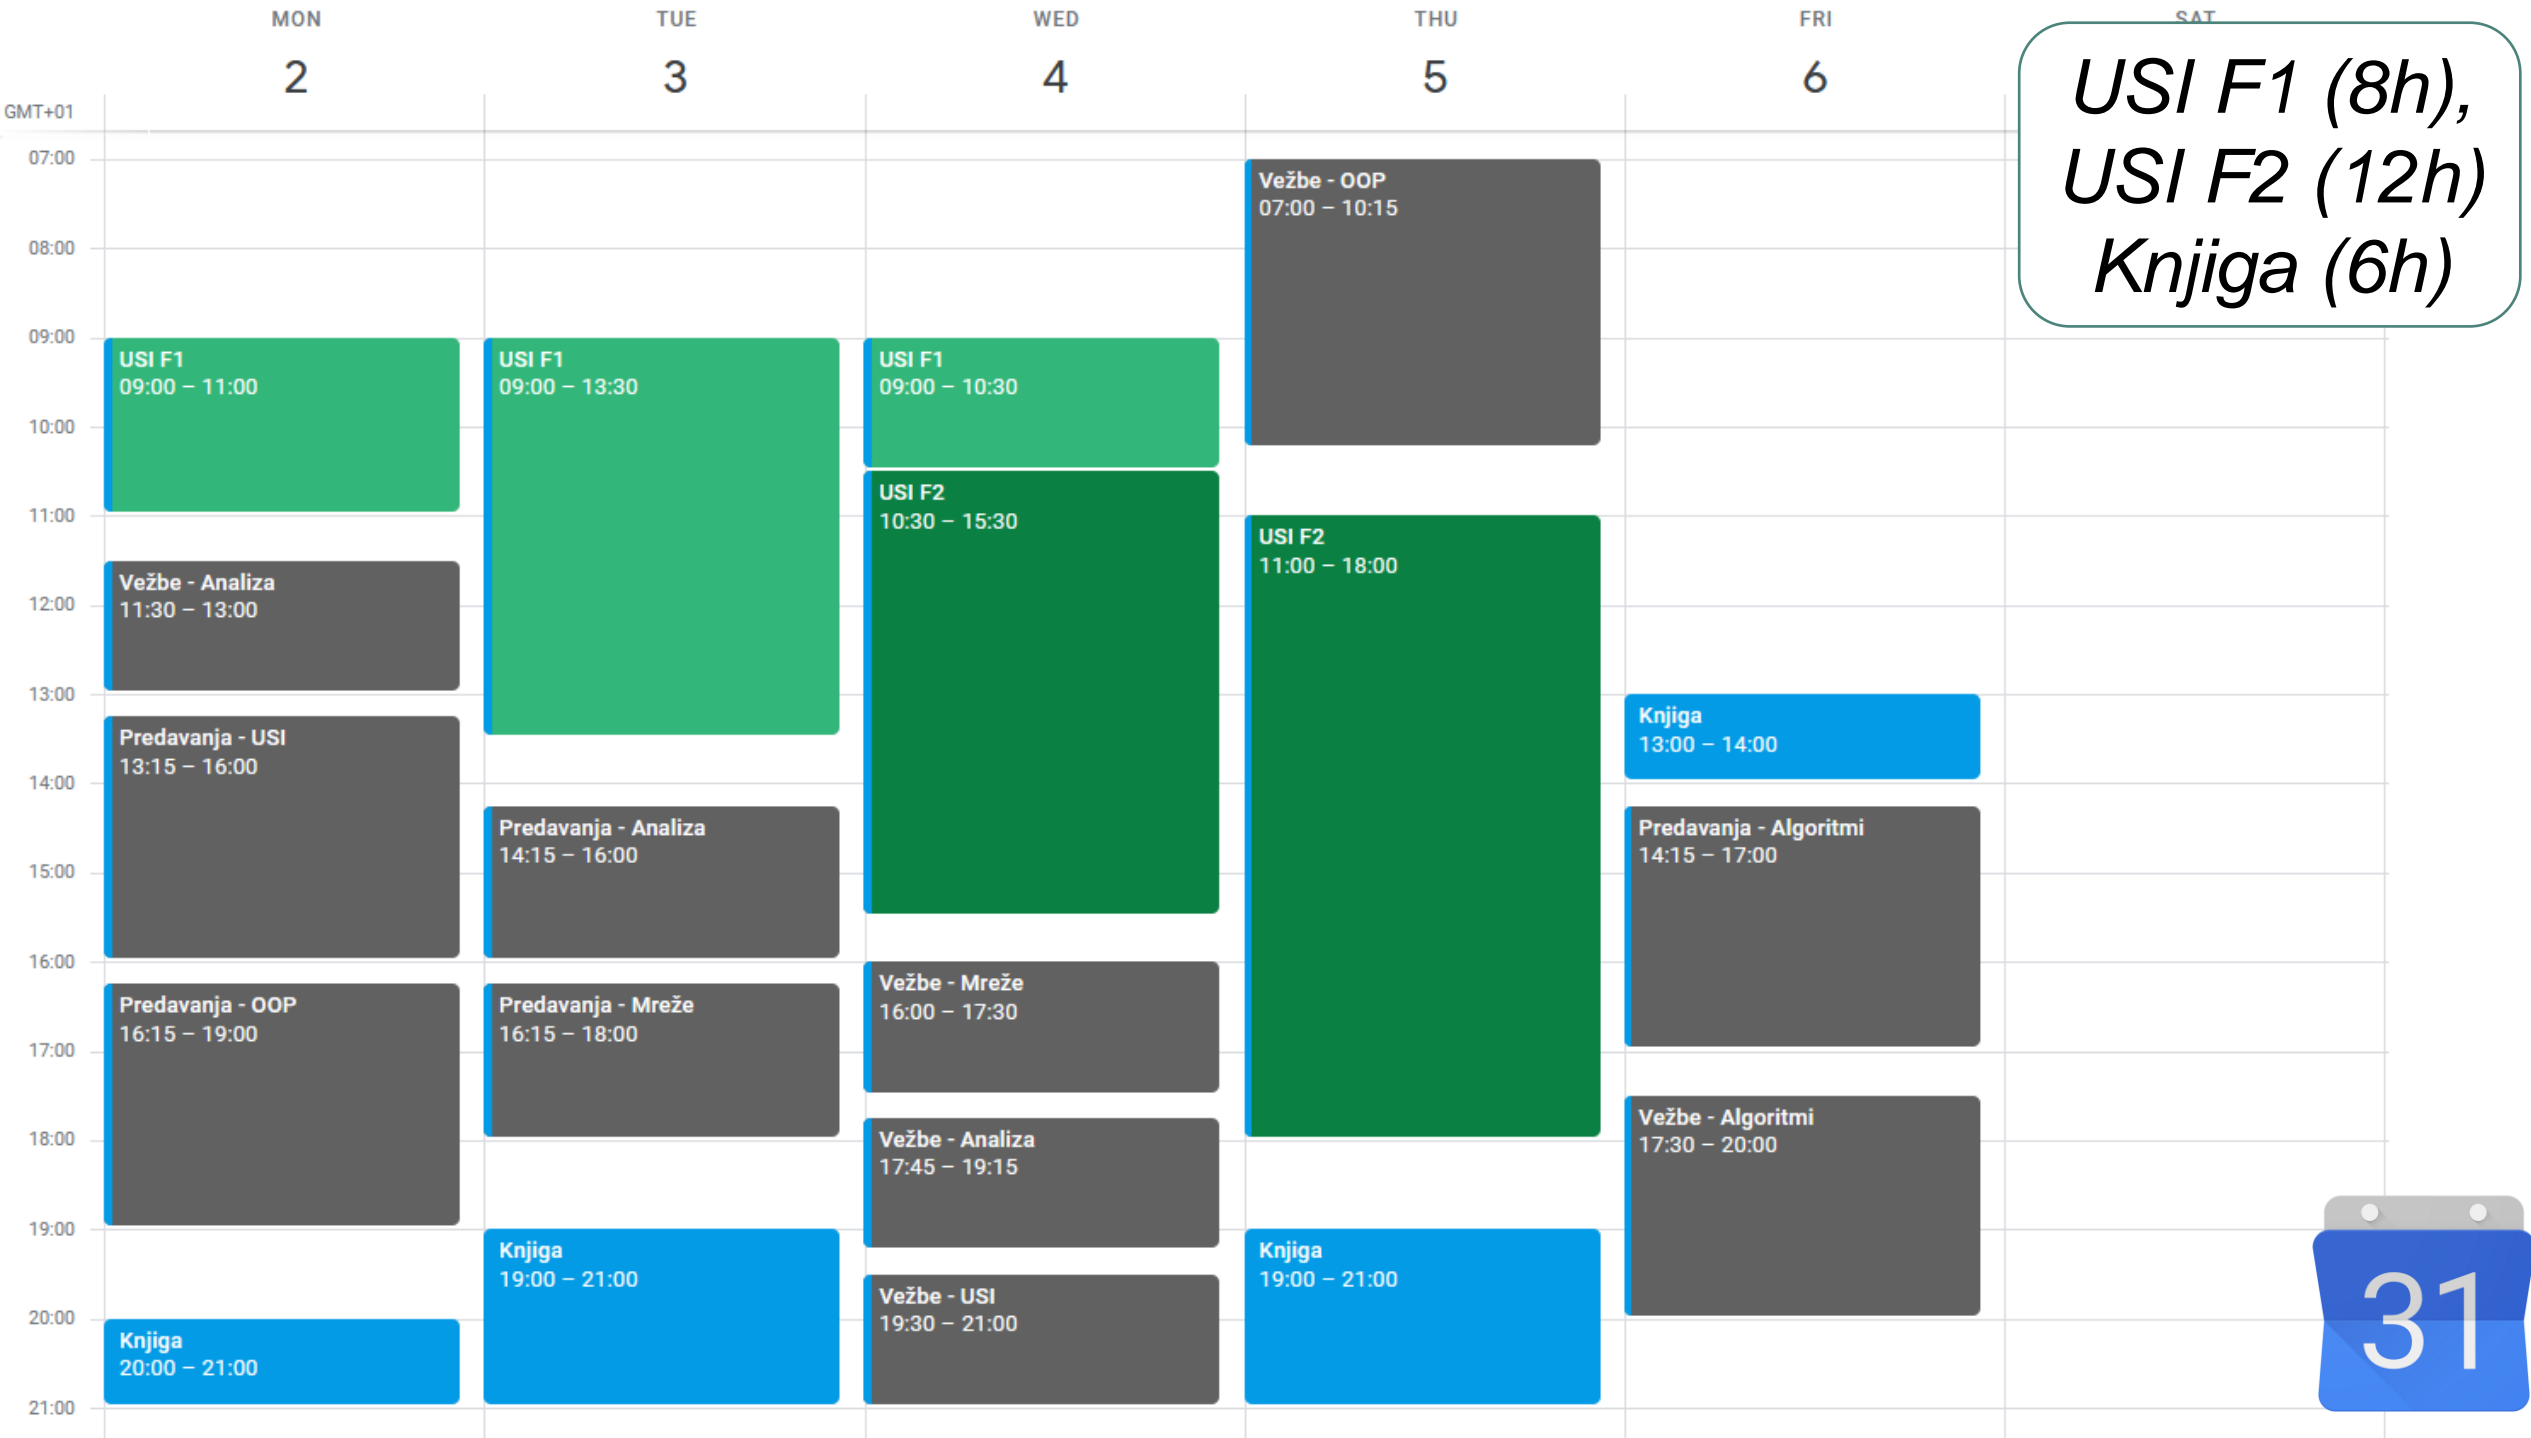 MON
TUE
WED
THU
FRI
SAT
2
3
4
5
6
USI F1 (8h),
USI F2 (12h)
Knjiga (6h)
GMT+01
07:00
08:00
09:00
10:00
11:00
12:00
13:00
14:00
15:00
16:00
17:00
18:00
19:00
20:00
21:00
USI F1
09:00 – 11:00
Vežbe - Analiza
11:30 – 13:00
Predavanja - USI
13:15 – 16:00
Predavanja - OOP
16:15 – 19:00
Knjiga
20:00 – 21:00
USI F1
09:00 – 13:30
Predavanja - Analiza
14:15 – 16:00
Predavanja - Mreže
16:15 – 18:00
Knjiga
19:00 – 21:00
USI F1
09:00 – 10:30
USI F2
10:30 – 15:30
Vežbe - Mreže
16:00 – 17:30
Vežbe - Analiza
17:45 – 19:15
Vežbe - USI
19:30 – 21:00
Vežbe - OOP
07:00 – 10:15
USI F2
11:00 – 18:00
Knjiga
19:00 – 21:00
Knjiga
13:00 – 14:00
Predavanja - Algoritmi
14:15 – 17:00
Vežbe - Algoritmi
17:30 – 20:00
31